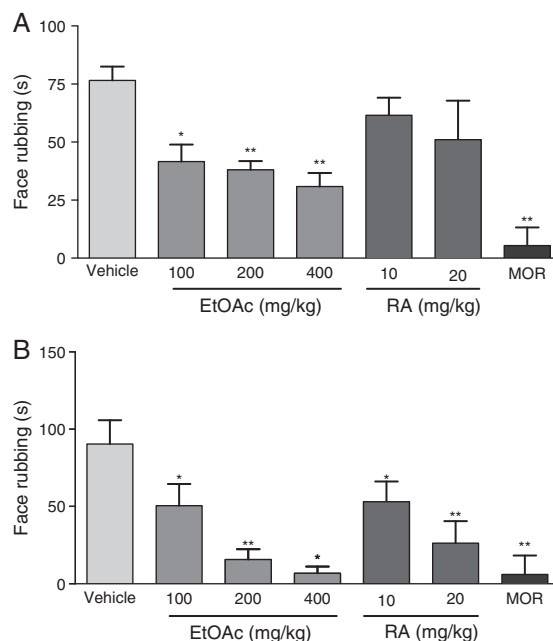 A
Face rubbing (s)
100
75
50
25
0
* ** ** **
Vehicle 100 200 400 10 20 MOR
EtOAc (mg/kg) RA (mg/kg)
B
Face rubbing (s)
150
100
50
0
* ** * * ** **
Vehicle 100 200 400 10 20 MOR
EtOAc (mg/kg) RA (mg/kg)